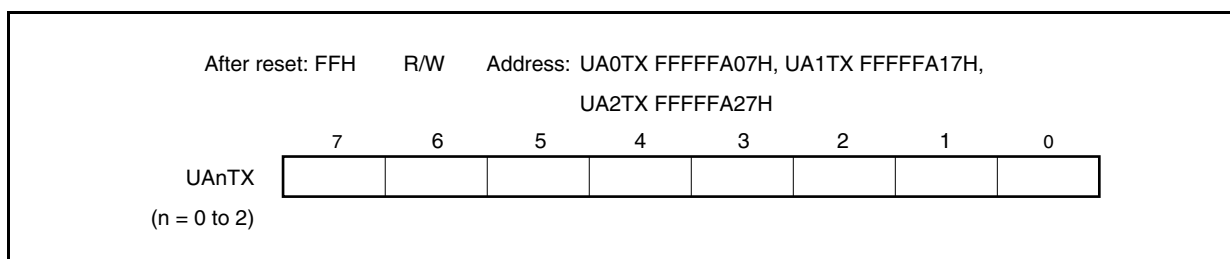 After reset: FFH R/W Address: UA0TX FFFFFA07H, UA1TX FFFFFA17H,
UA2TX FFFFFA27H
7 6 5 4 3 2 1 0
UAnTX
(n = 0 to 2)